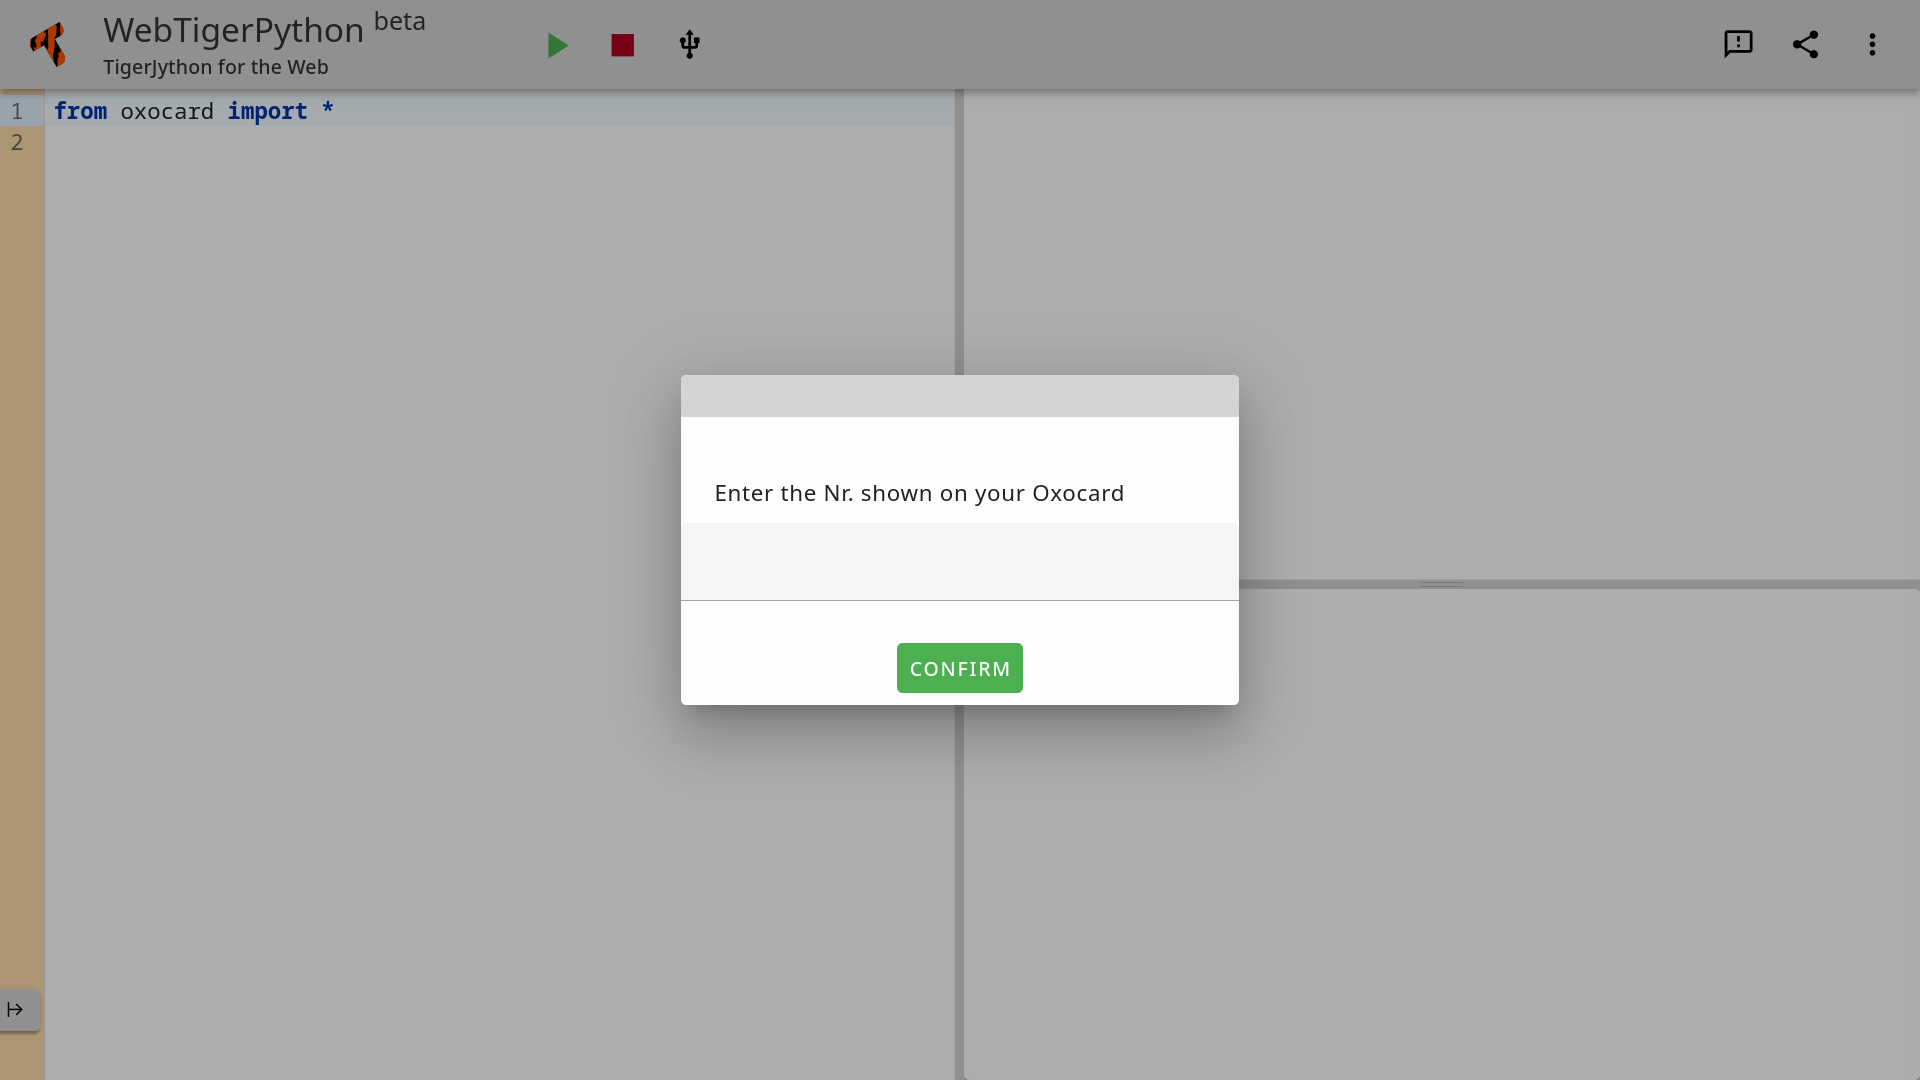 WebTigerPython beta
TigerJython for the Web
1 from oxocard import *
2
Enter the Nr. shown on your Oxocard
CONFIRM